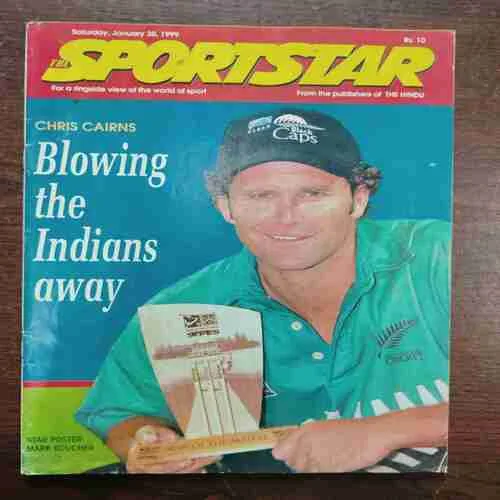 Saturday, January 30, 1999
Rs. 10
THE SPORTSTAR
For a ringside view of the world of sport
From the publishers of THE HINDU
CHRIS CAIRNS
Blowing
the
Indians
away
Black
Caps
CRICKET
STAR POSTER
MARK BOUCHER